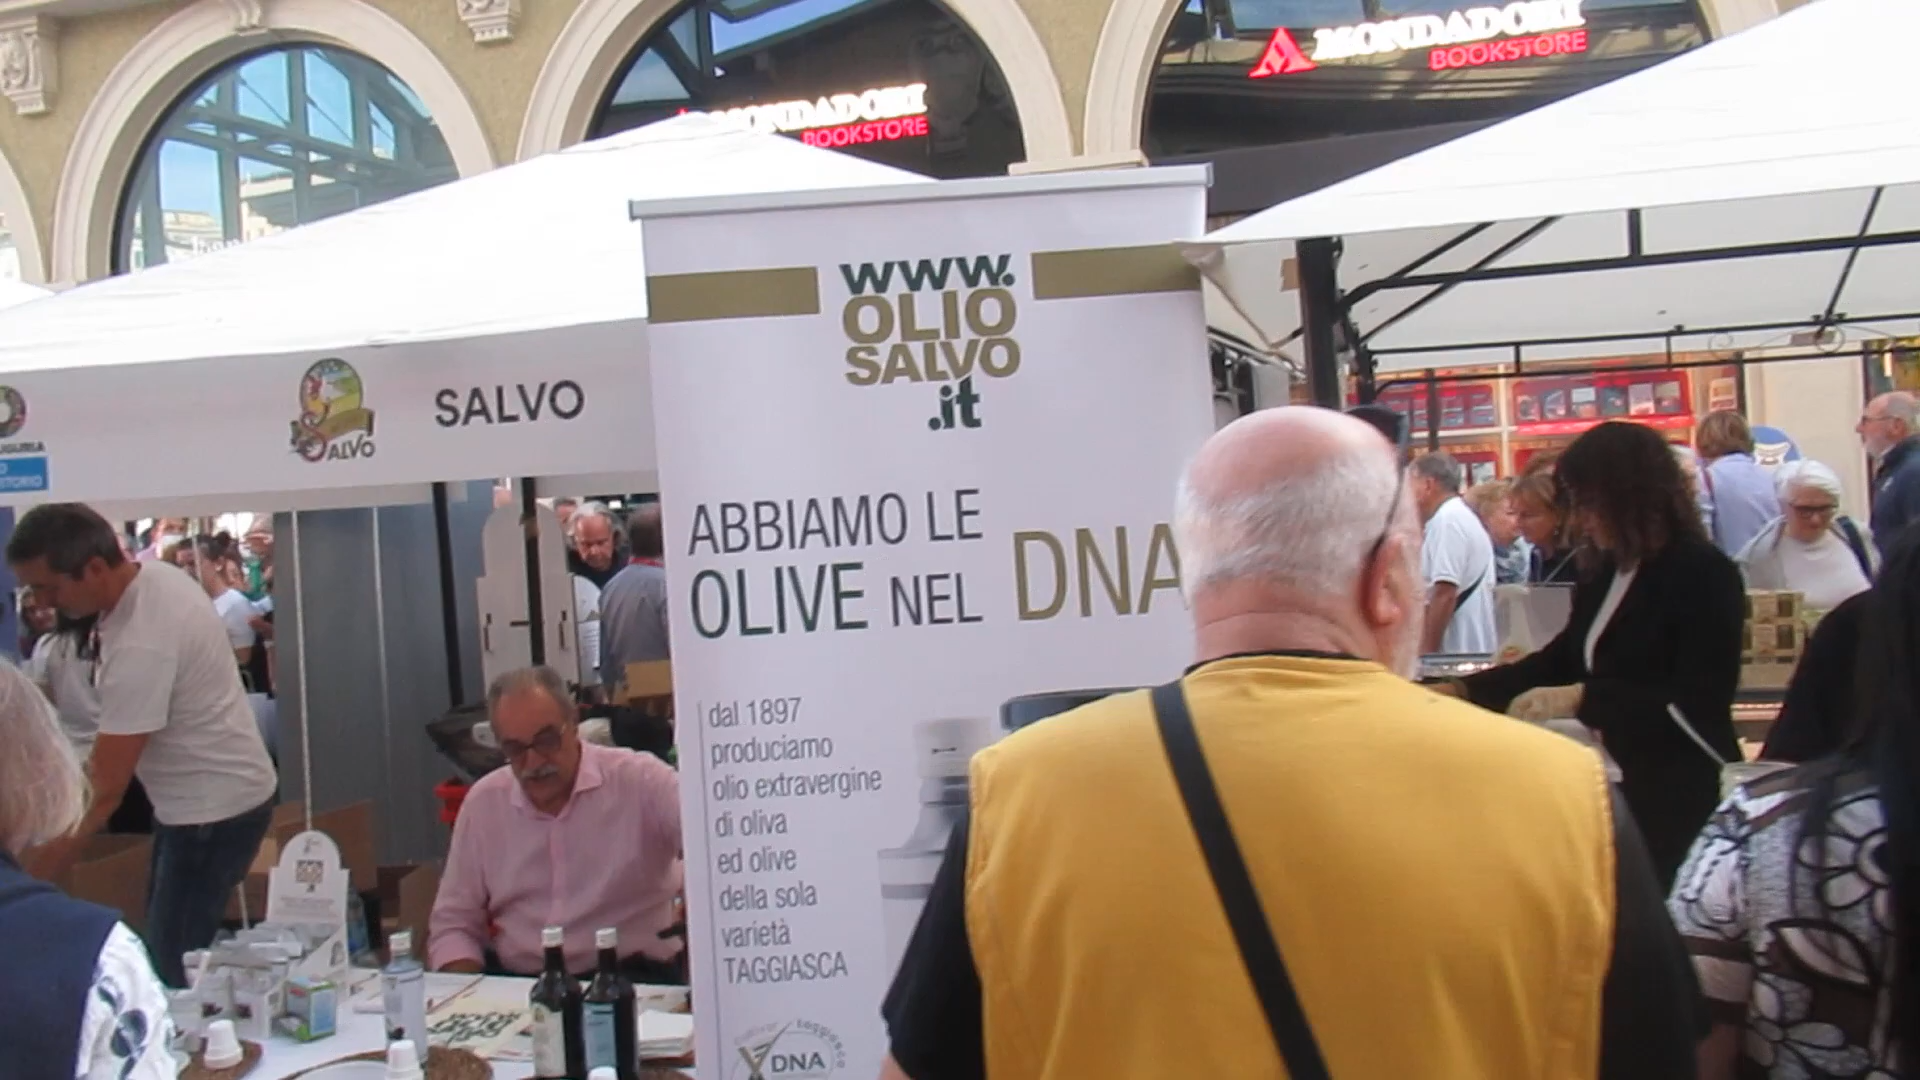 MONDADORI
BOOKSTORE
MONDADORI
BOOKSTORE
www.
OLIO
SALVO
.it
SALVO
SALVO
ABBIAMO LE
OLIVE NEL DNA
dal 1897
produciamo
olio extravergine
di oliva
ed olive
della sola
varietà
TAGGIASCA
DNA